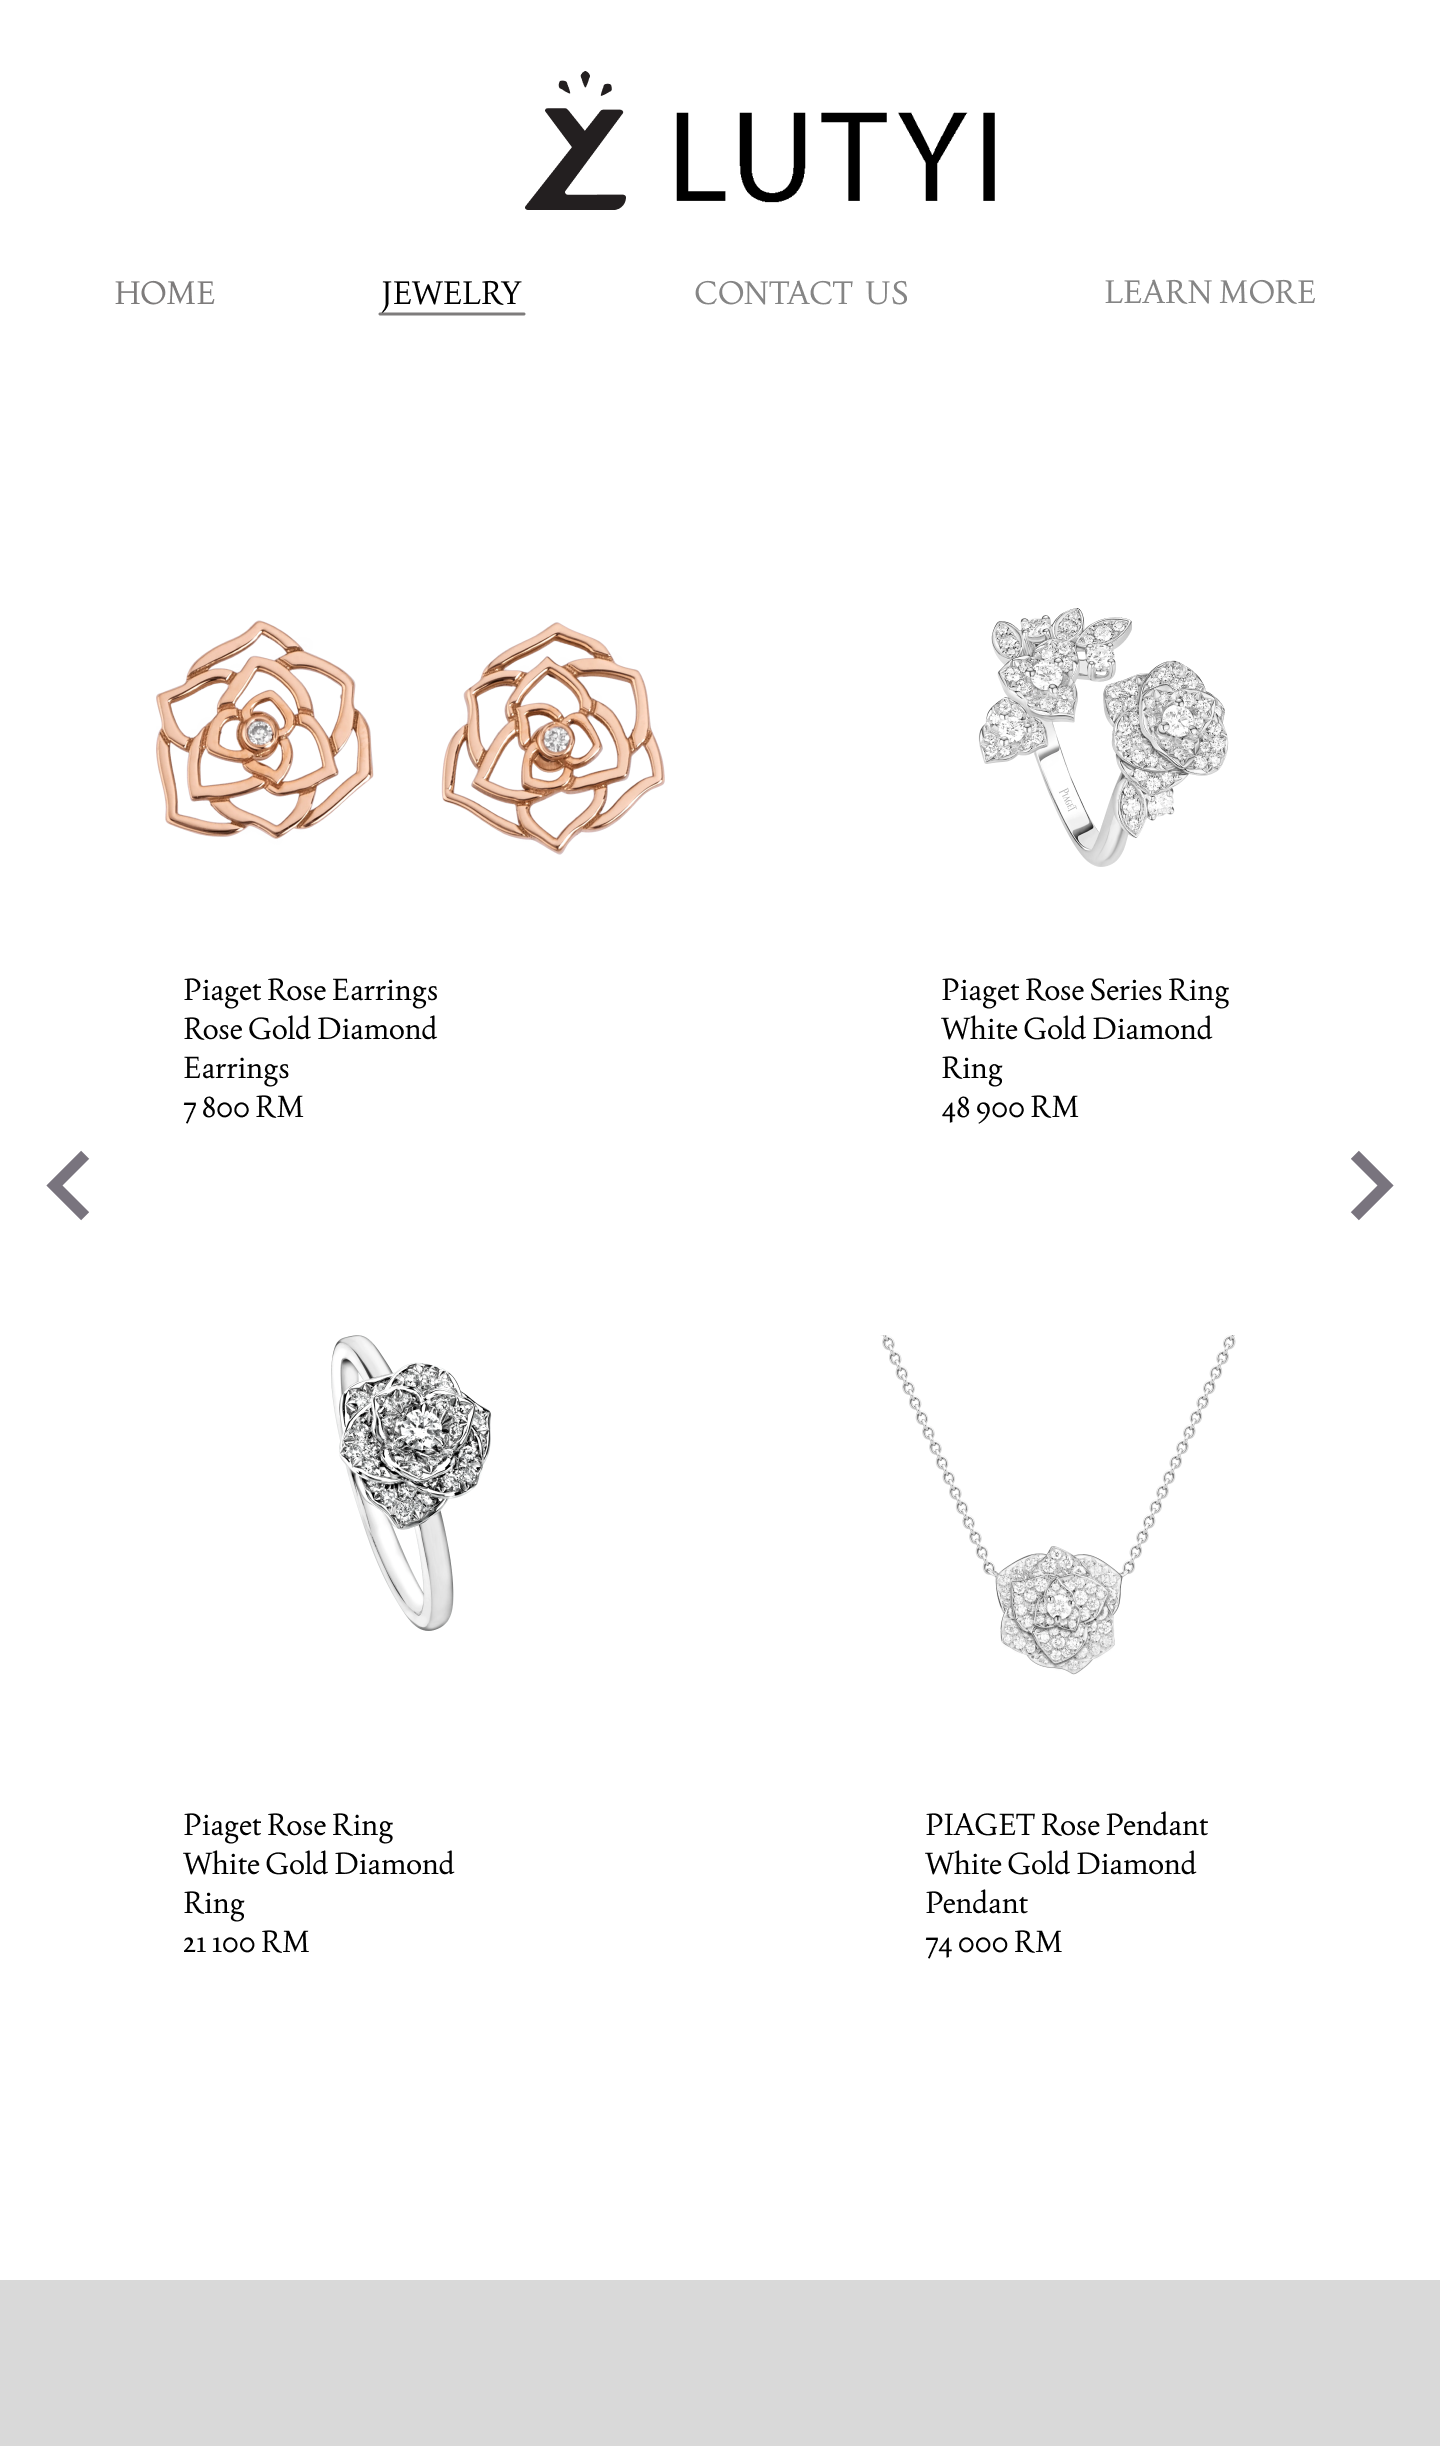 LUTYI
HOME
JEWELRY
CONTACT US
LEARN MORE
PIAGET
Piaget Rose Earrings
Rose Gold Diamond
Earrings
7 800 RM
Piaget Rose Series Ring
White Gold Diamond
Ring
48 900 RM
Piaget Rose Ring
White Gold Diamond
Ring
21 100 RM
PIAGET Rose Pendant
White Gold Diamond
Pendant
74 000 RM